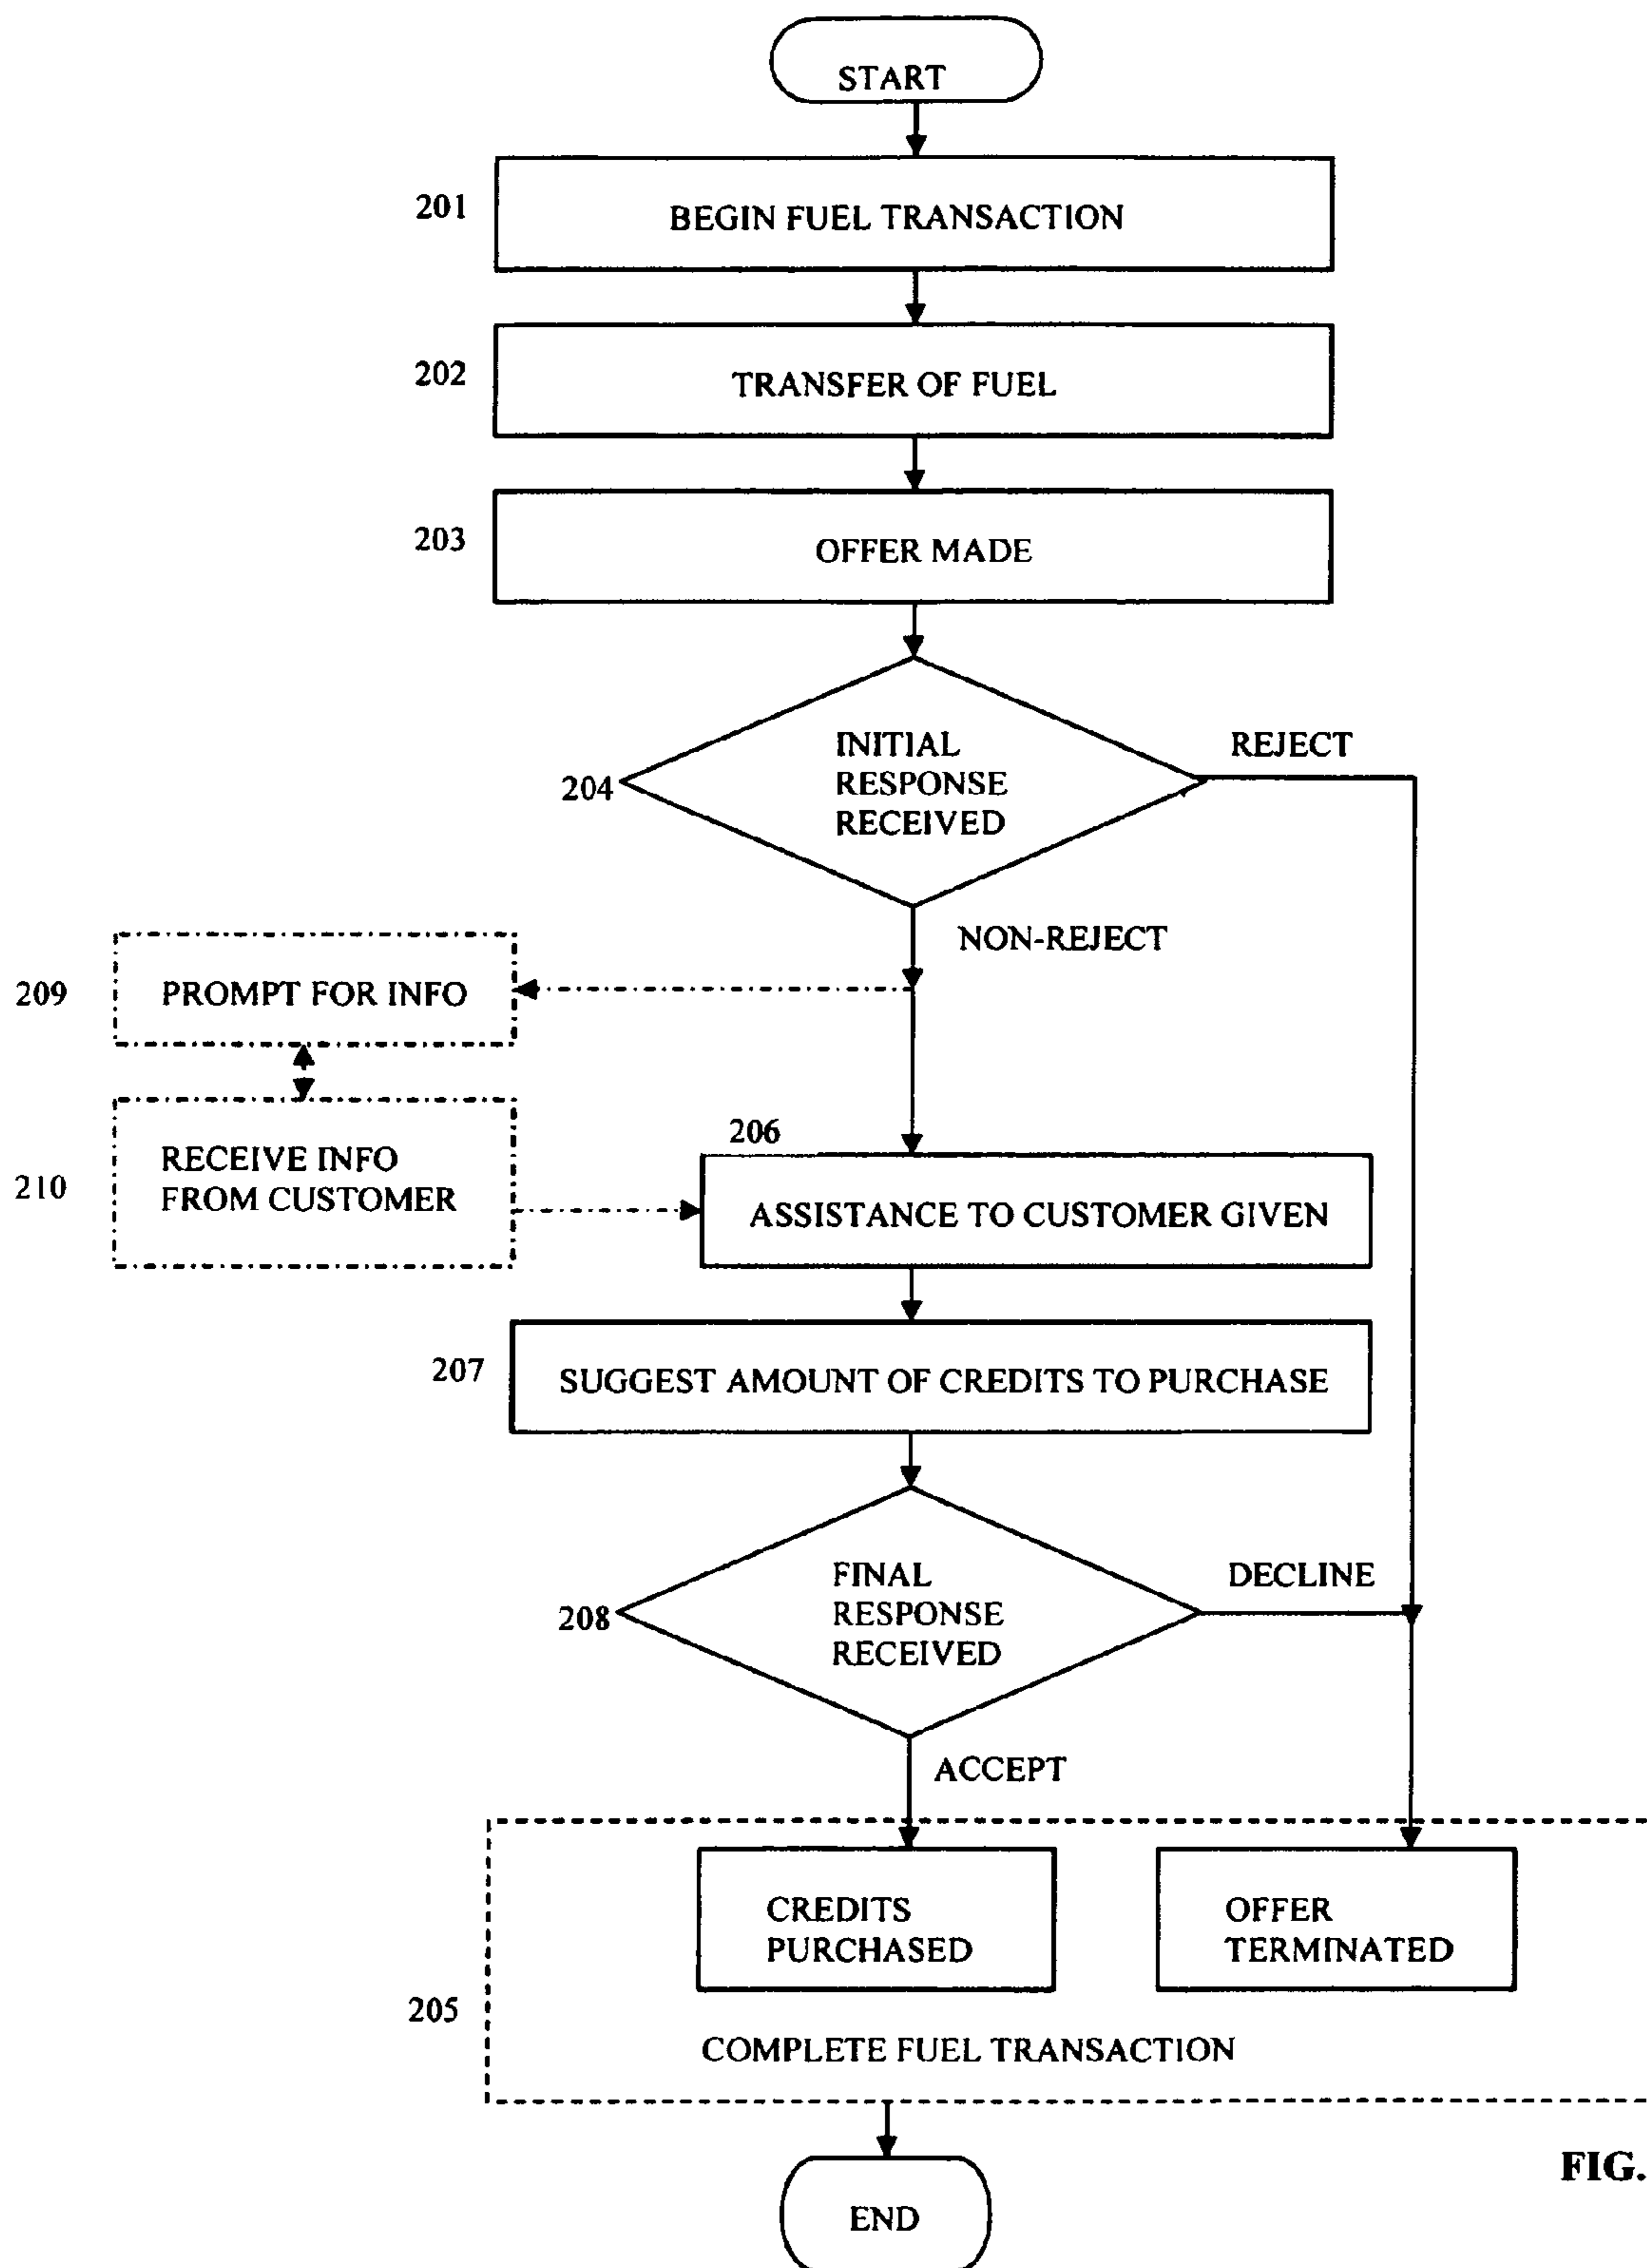 START
201
BEGIN FUEL TRANSACTION
202
TRANSFER OF FUEL
203
OFFER MADE
204
INITIAL
RESPONSE
RECEIVED
REJECT
NON-REJECT
209
PROMPT FOR INFO
210
RECEIVE INFO
FROM CUSTOMER
206
ASSISTANCE TO CUSTOMER GIVEN
207
SUGGEST AMOUNT OF CREDITS TO PURCHASE
208
FINAL
RESPONSE
RECEIVED
DECLINE
ACCEPT
CREDITS
PURCHASED
OFFER
TERMINATED
205
COMPLETE FUEL TRANSACTION
END
FIG.